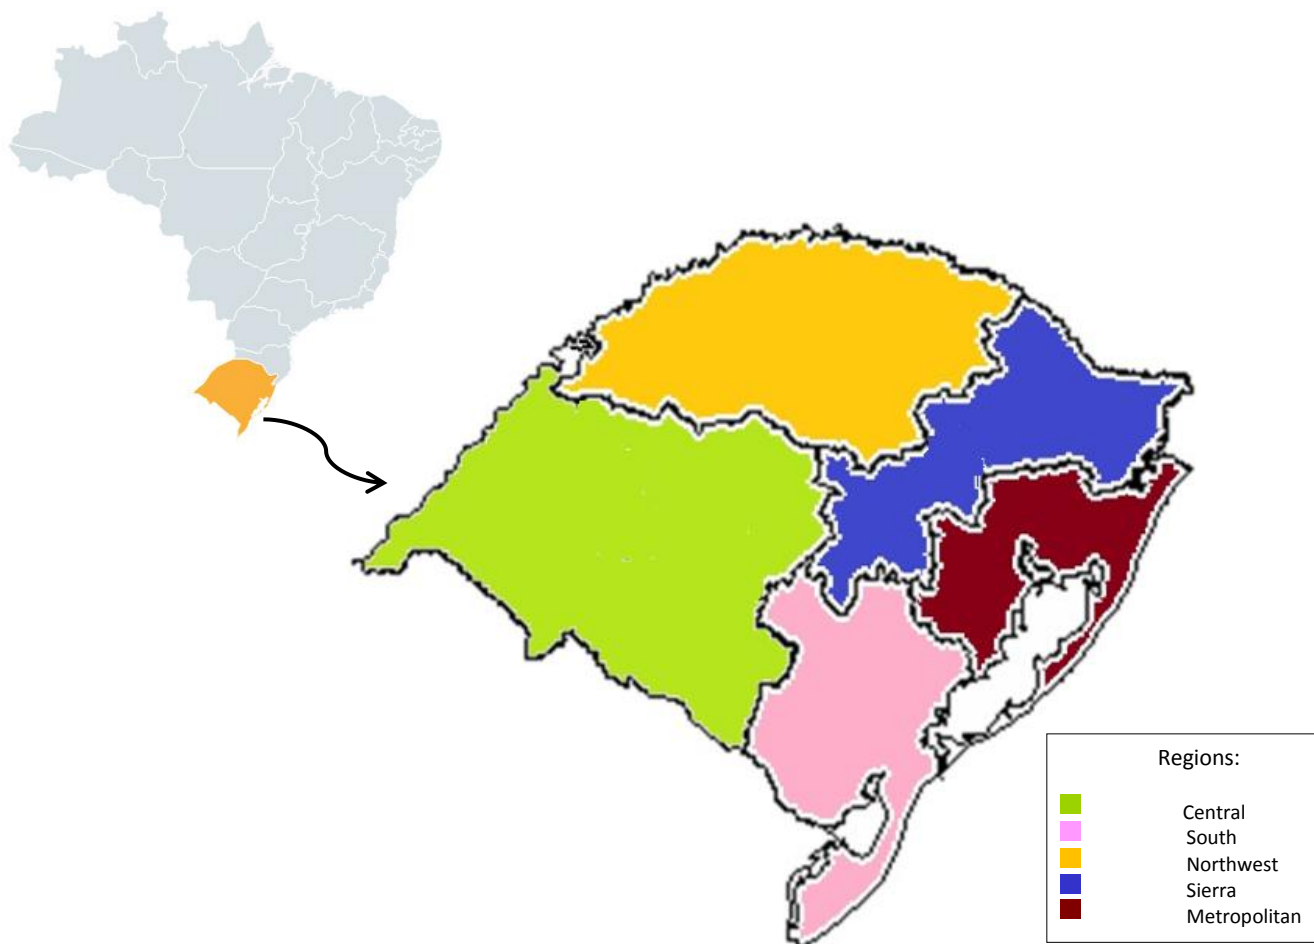 Regions:
Central
South
Northwest
Sierra
Metropolitan